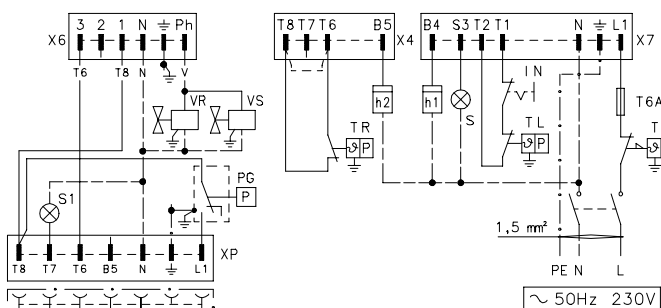 3 2 1 N Ph
X6
T6 T8 N V
VR VS
S1
PG
P
XP
T8 T7 T6 B5 N L1
T8 T7 T6 B5
X4
h2
TR
P
B4 S3 T2 T1 N L1
X7
IN
h1
S
TL
P
T6A
T
1,5 mm²
PE N L
~ 50Hz 230V